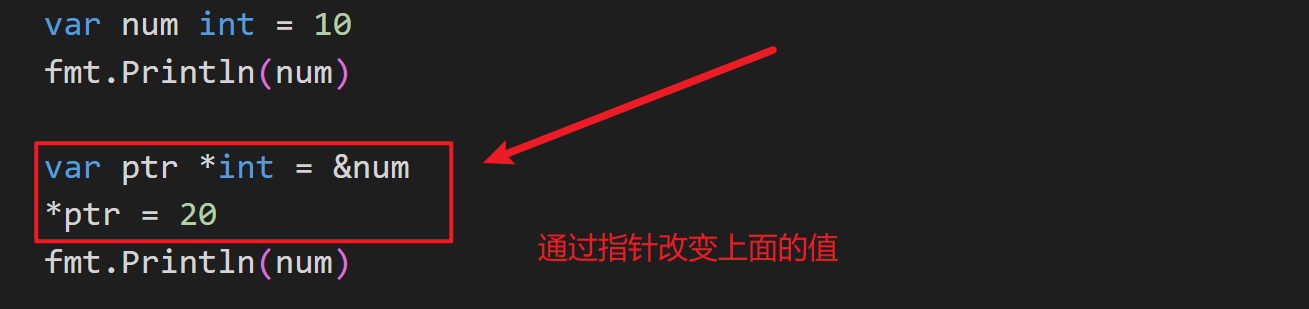 var num int = 10
fmt.Println(num)
var ptr *int = &num
*ptr = 20
fmt.Println(num)
通过指针改变上面的值